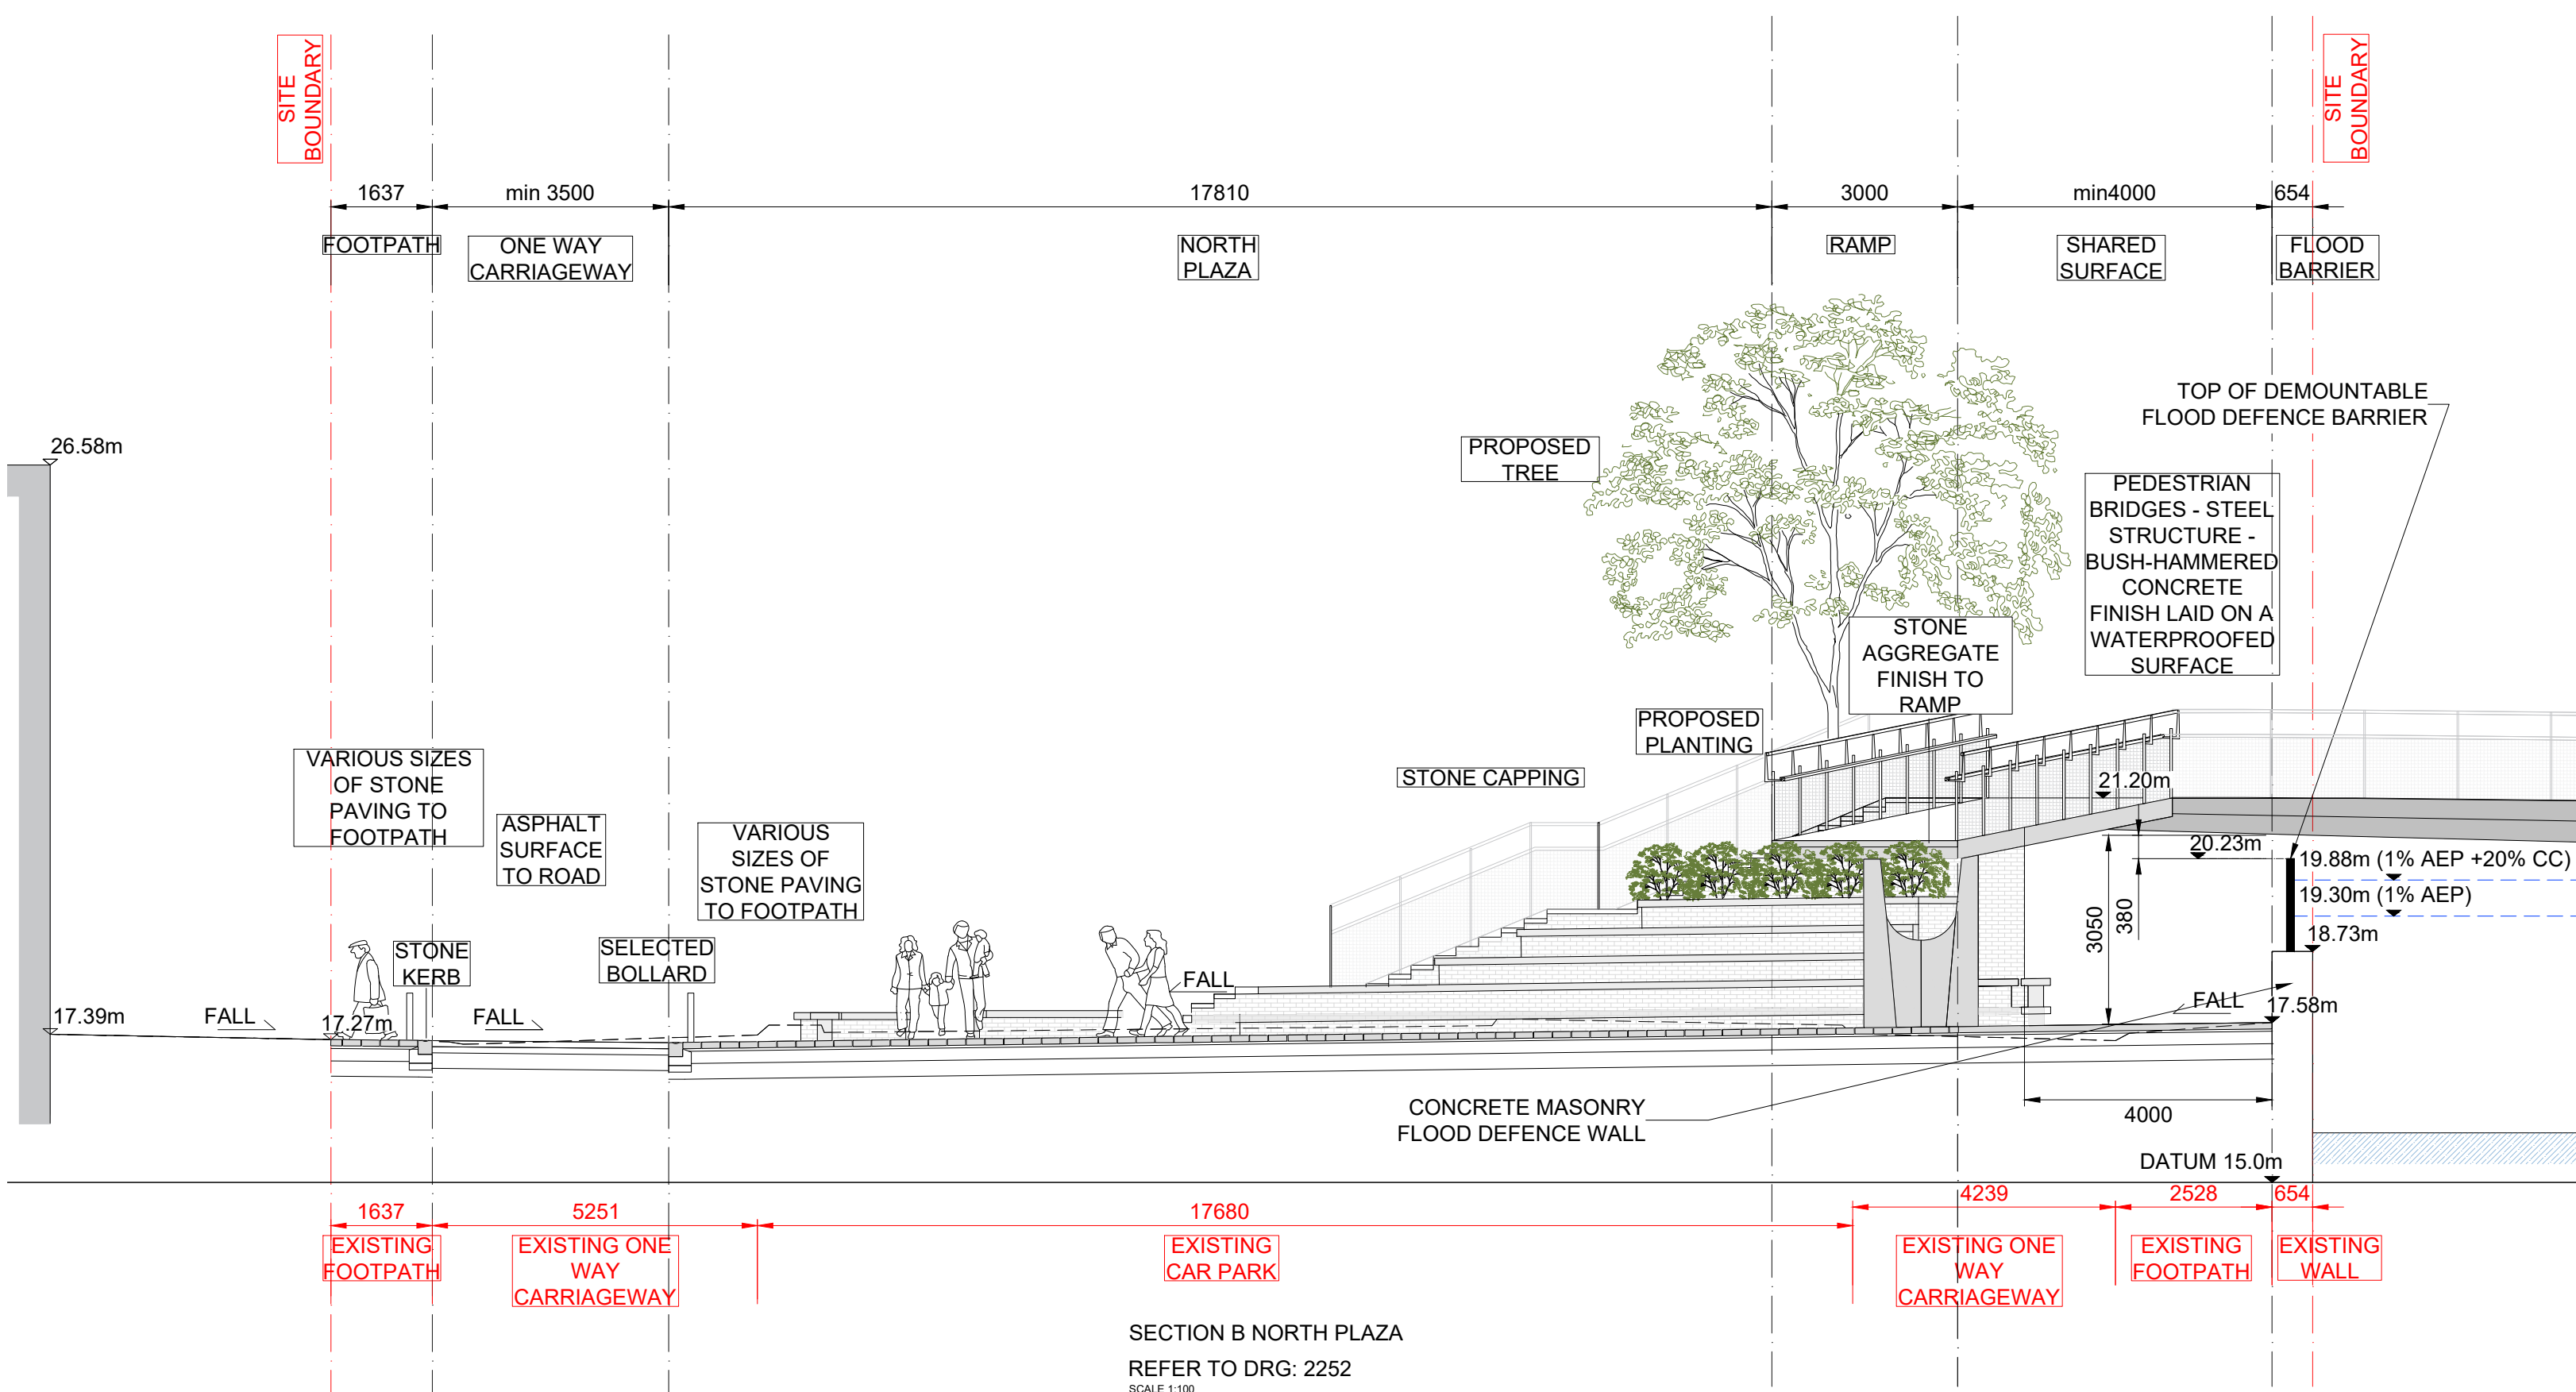 SITE
BOUNDARY
SITE
BOUNDARY
1637
min 3500
17810
3000
min4000
654
FOOTPATH
ONE WAY
CARRIAGEWAY
NORTH
PLAZA
RAMP
SHARED
SURFACE
FLOOD
BARRIER
TOP OF DEMOUNTABLE
FLOOD DEFENCE BARRIER
26.58m
PROPOSED
TREE
PEDESTRIAN
BRIDGES - STEEL
STRUCTURE -
BUSH-HAMMERED
CONCRETE
FINISH LAID ON A
WATERPROOFED
SURFACE
STONE
AGGREGATE
FINISH TO
RAMP
PROPOSED
PLANTING
STONE CAPPING
VARIOUS SIZES
OF STONE
PAVING TO
FOOTPATH
ASPHALT
SURFACE
TO ROAD
VARIOUS
SIZES OF
STONE PAVING
TO FOOTPATH
21.20m
20.23m
19.88m (1% AEP +20% CC)
19.30m (1% AEP)
18.73m
3050
380
STONE
KERB
SELECTED
BOLLARD
FALL
FALL
17.58m
17.39m
FALL
17.27m
FALL
CONCRETE MASONRY
FLOOD DEFENCE WALL
4000
DATUM 15.0m
1637
5251
17680
4239
2528
654
EXISTING
FOOTPATH
EXISTING ONE
WAY
CARRIAGEWAY
EXISTING
CAR PARK
EXISTING ONE
WAY
CARRIAGEWAY
EXISTING
FOOTPATH
EXISTING
WALL
SECTION B NORTH PLAZA
REFER TO DRG: 2252
SCALE 1:100